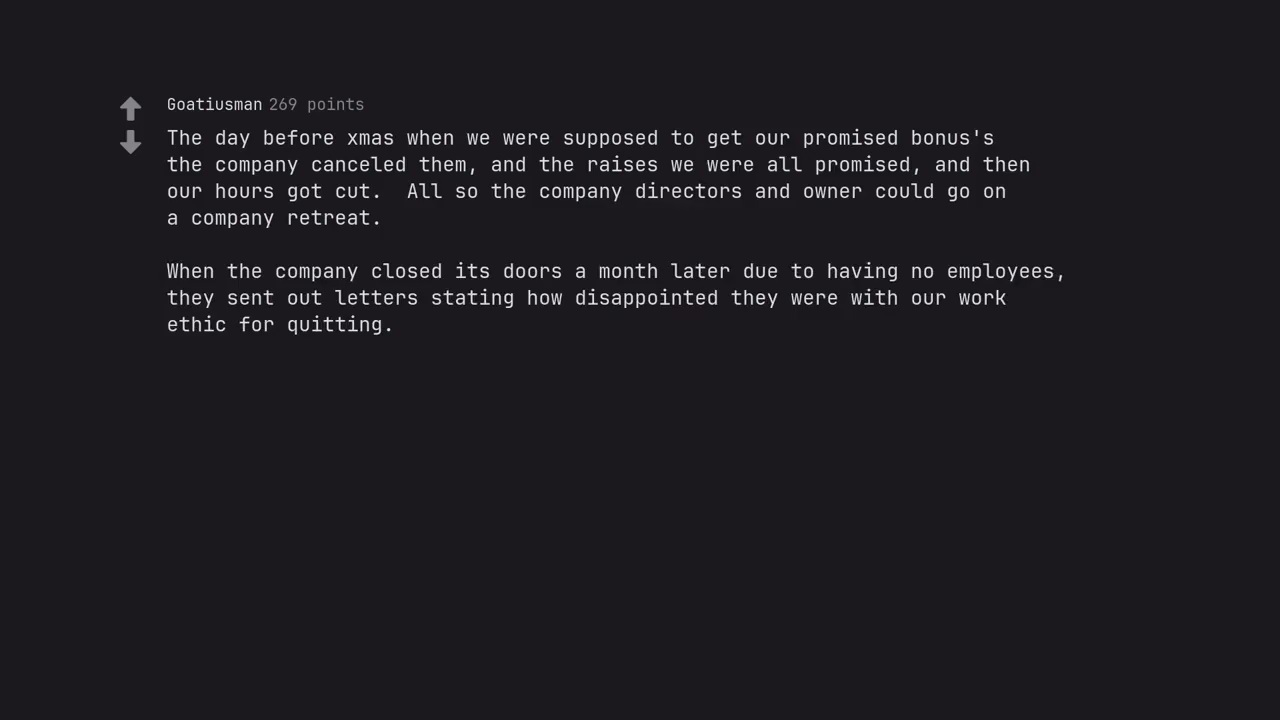 Goatiusman 269 points
The day before xmas when we were supposed to get our promised bonus's
the company canceled them, and the raises we were all promised, and then
our hours got cut.  All so the company directors and owner could go on
a company retreat.
When the company closed its doors a month later due to having no employees,
they sent out letters stating how disappointed they were with our work
ethic for quitting.